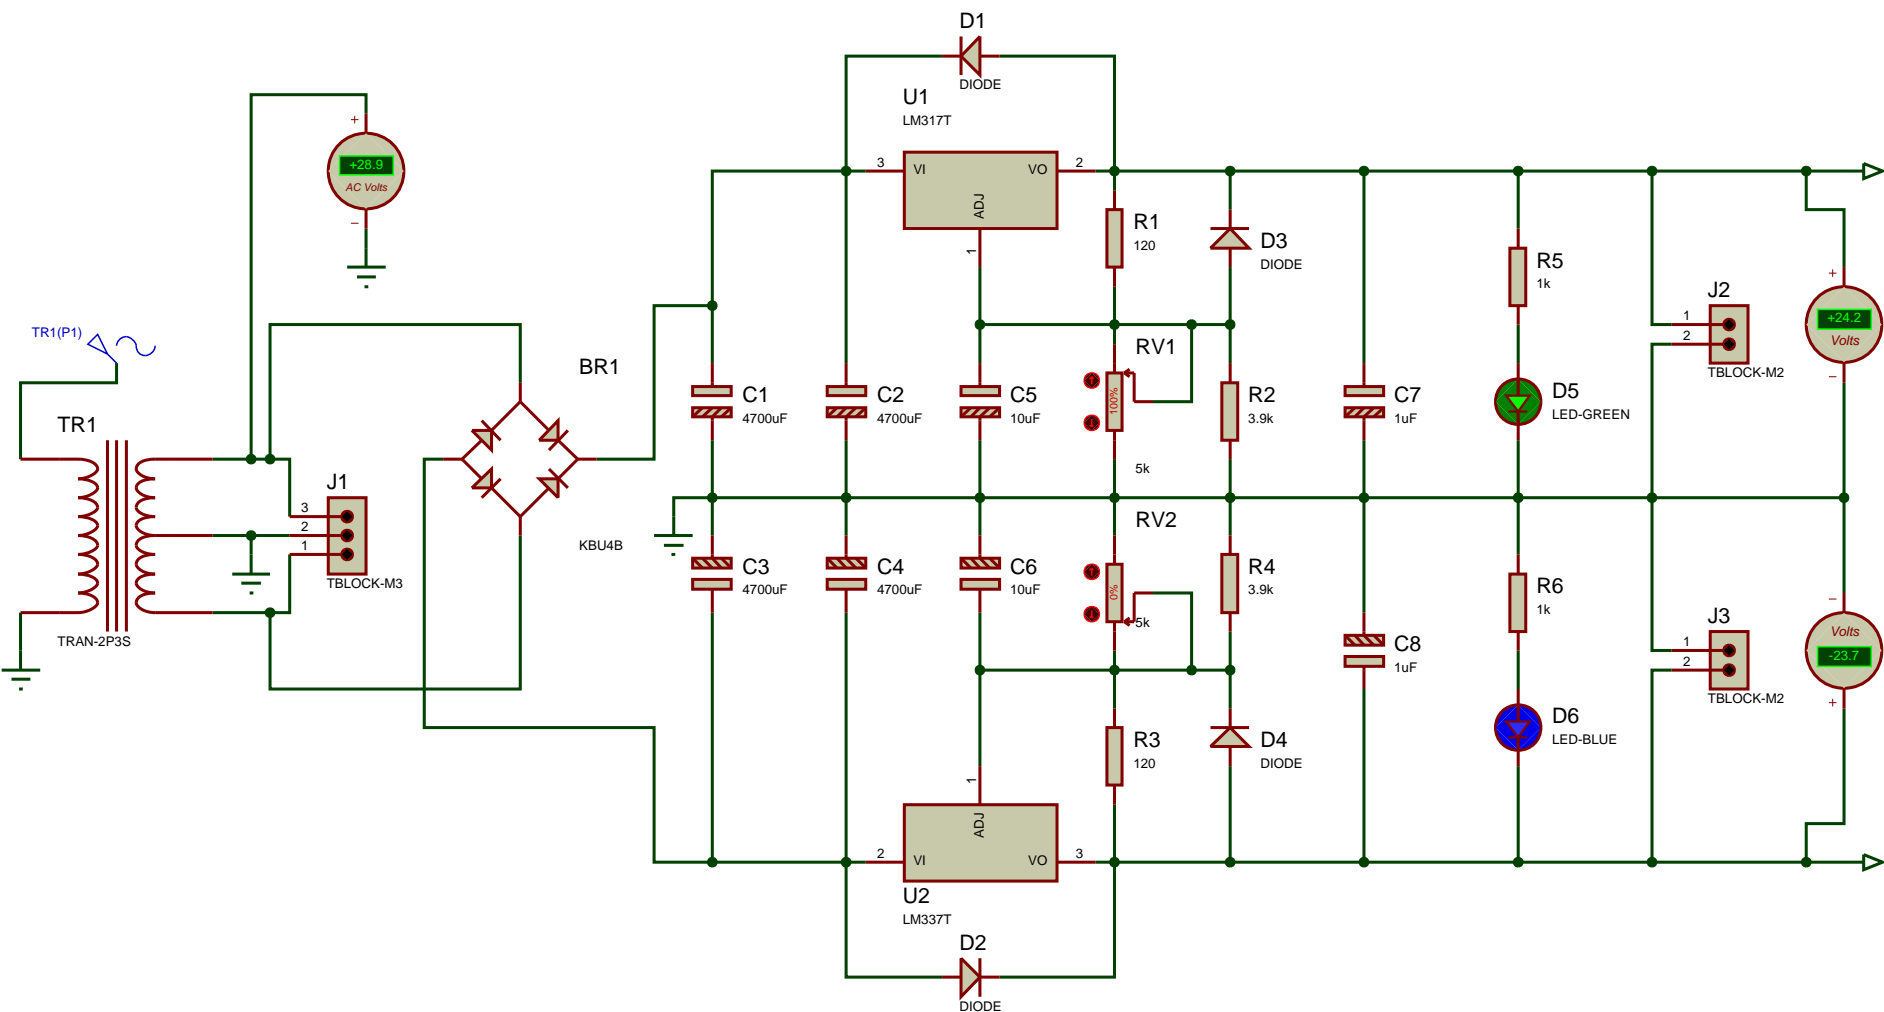 D1
DIODE
U1
LM317T
+
+28.9
AC Volts
−
3
VI
VO
2
ADJ
1
R1
120
D3
DIODE
R5
1k
J2
1
2
TBLOCK-M2
+
+24.2
Volts
−
TR1(P1)
BR1
RV1
100%
5k
C1
4700uF
C2
4700uF
C5
10uF
R2
3.9k
C7
1uF
D5
LED-GREEN
TR1
TRAN-2P3S
J1
3
2
1
TBLOCK-M3
KBU4B
RV2
0%
5k
C3
4700uF
C4
4700uF
C6
10uF
R4
3.9k
C8
1uF
R6
1k
J3
1
2
TBLOCK-M2
−
Volts
-23.7
+
R3
120
D4
DIODE
D6
LED-BLUE
1
ADJ
2
VI
VO
3
U2
LM337T
D2
DIODE